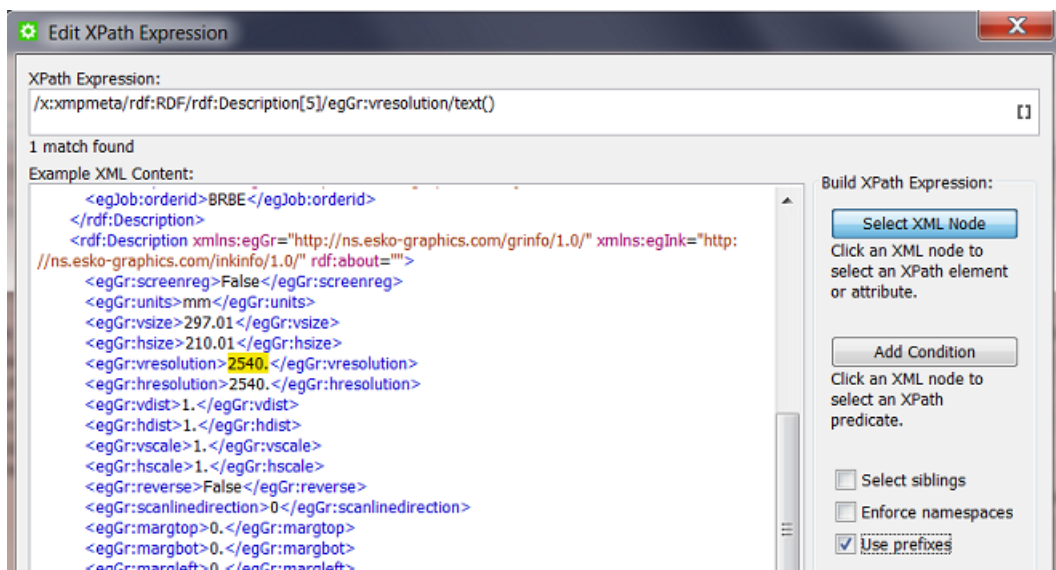 Edit XPath Expression
X
XPath Expression:
/x:xmpmeta/rdf:RDF/rdf:Description[5]/egGr:vresolution/text()
[]
1 match found
Example XML Content:
<egJob:orderid>BRBE</egJob:orderid>
</rdf:Description>
<rdf:Description xmlns:egGr="http://ns.esko-graphics.com/grinfo/1.0/" xmlns:egInk="http:
//ns.esko-graphics.com/inkinfo/1.0/" rdf:about="">
<egGr:screenreg>False</egGr:screenreg>
<egGr:units>mm</egGr:units>
<egGr:vsize>297.01</egGr:vsize>
<egGr:hsize>210.01</egGr:hsize>
<egGr:vresolution>2540.</egGr:vresolution>
<egGr:hresolution>2540.</egGr:hresolution>
<egGr:vdist>1.</egGr:vdist>
<egGr:hdist>1.</egGr:hdist>
<egGr:vscale>1.</egGr:vscale>
<egGr:hscale>1.</egGr:hscale>
<egGr:reverse>False</egGr:reverse>
<egGr:scanlinedirection>0</egGr:scanlinedirection>
<egGr:margtop>0.</egGr:margtop>
<egGr:margbot>0.</egGr:margbot>
<egGr:margleft>0.</egGr:margleft>
Build XPath Expression:
Select XML Node
Click an XML node to
select an XPath element
or attribute.
Add Condition
Click an XML node to
select an XPath
predicate.
Select siblings
Enforce namespaces
Use prefixes